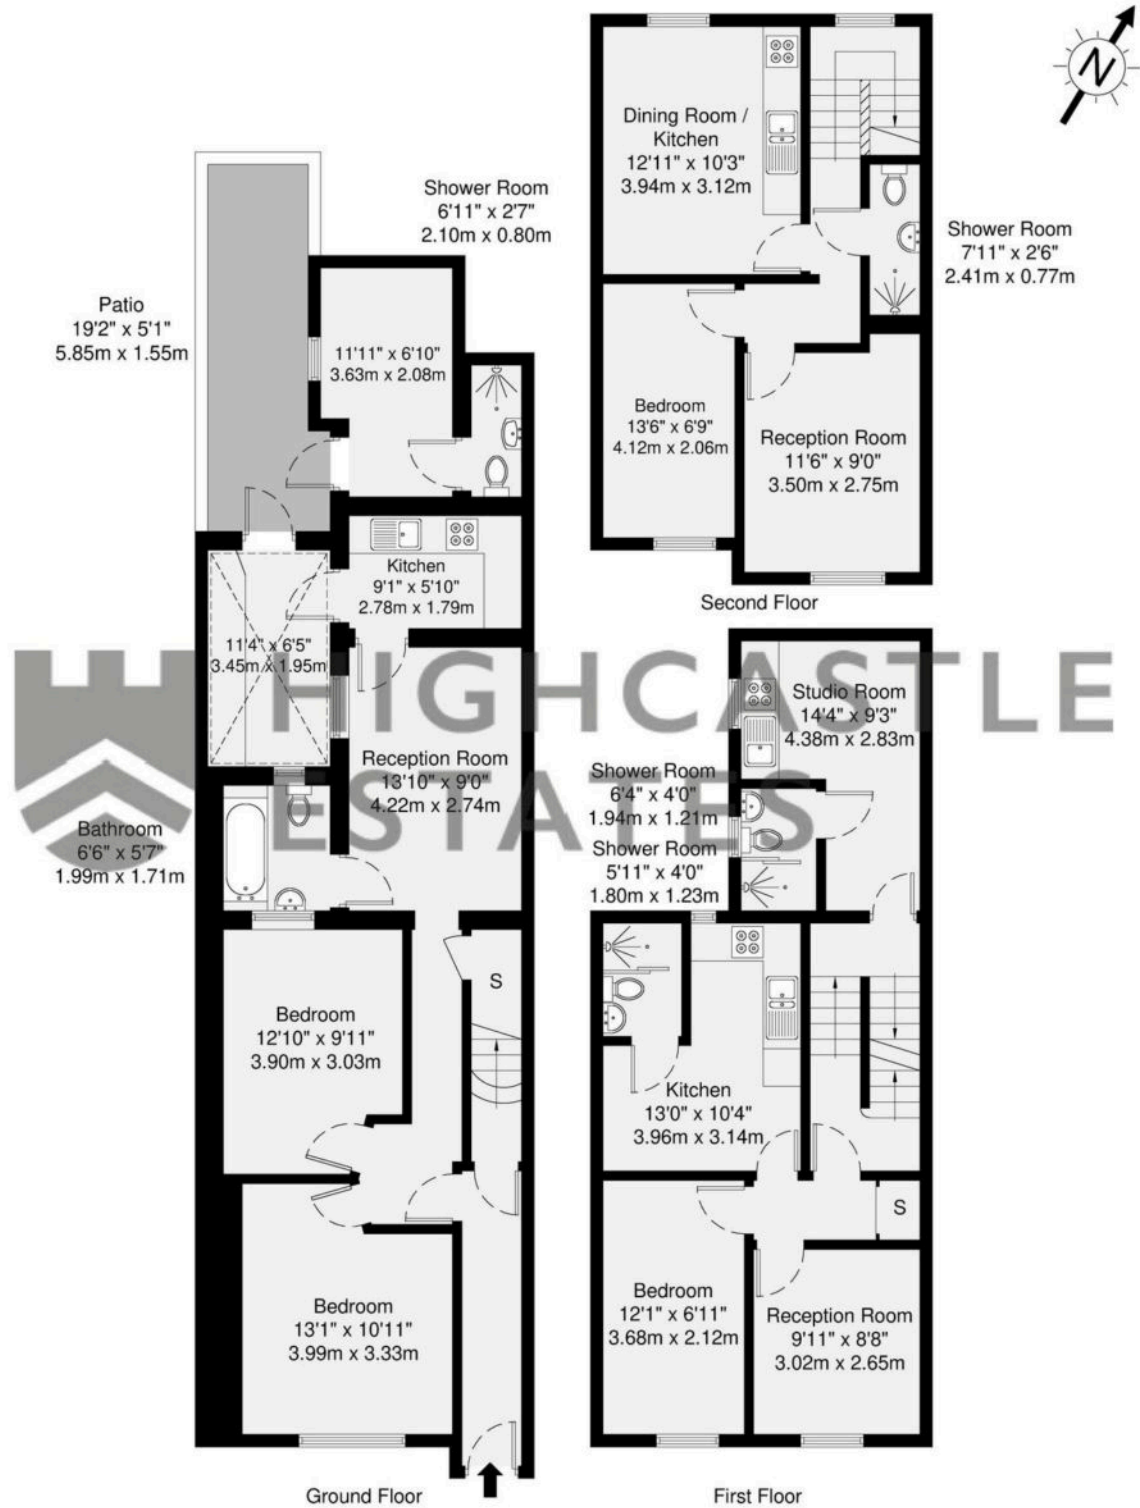 N
Dining Room /
Kitchen
12'11" x 10'3"
3.94m x 3.12m
Shower Room
6'11" x 2'7"
2.10m x 0.80m
Shower Room
7'11" x 2'6"
2.41m x 0.77m
Patio
19'2" x 5'1"
5.85m x 1.55m
11'11" x 6'10"
3.63m x 2.08m
Bedroom
13'6" x 6'9"
4.12m x 2.06m
Reception Room
11'6" x 9'0"
3.50m x 2.75m
Second Floor
Kitchen
9'1" x 5'10"
2.78m x 1.79m
11'4" x 6'5"
3.45m x 1.95m
HIGHCASTLE
ESTATES
Reception Room
13'10" x 9'0"
4.22m x 2.74m
Bathroom
6'6" x 5'7"
1.99m x 1.71m
Studio Room
14'4" x 9'3"
4.38m x 2.83m
Shower Room
6'4" x 4'0"
1.94m x 1.21m
Shower Room
5'11" x 4'0"
1.80m x 1.23m
S
Bedroom
12'10" x 9'11"
3.90m x 3.03m
Kitchen
13'0" x 10'4"
3.96m x 3.14m
S
Bedroom
13'1" x 10'11"
3.99m x 3.33m
Bedroom
12'1" x 6'11"
3.68m x 2.12m
Reception Room
9'11" x 8'8"
3.02m x 2.65m
Ground Floor
First Floor